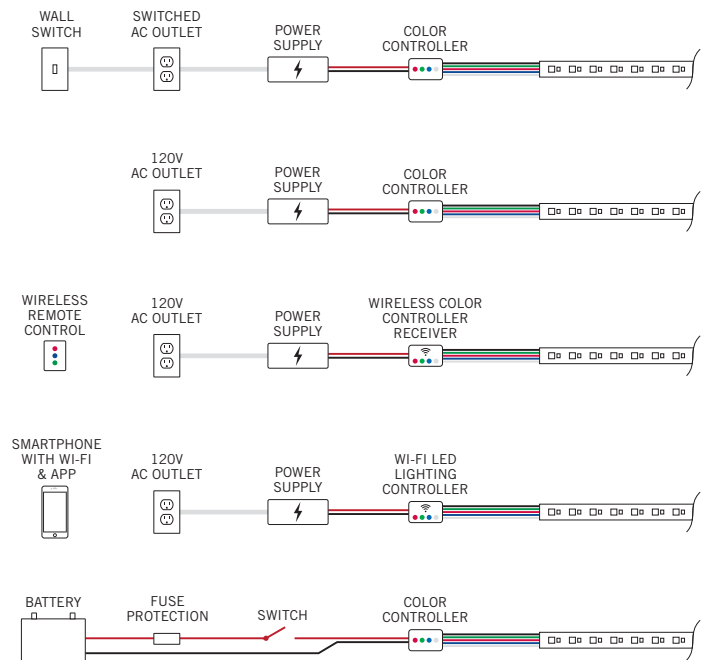 WALL
SWITCH
SWITCHED
AC OUTLET
POWER
SUPPLY
COLOR
CONTROLLER
120V
AC OUTLET
POWER
SUPPLY
COLOR
CONTROLLER
WIRELESS
REMOTE
CONTROL
120V
AC OUTLET
POWER
SUPPLY
WIRELESS COLOR
CONTROLLER
RECEIVER
SMARTPHONE
WITH WI-FI
& APP
120V
AC OUTLET
POWER
SUPPLY
WI-FI LED
LIGHTING
CONTROLLER
BATTERY
FUSE
PROTECTION
SWITCH
COLOR
CONTROLLER